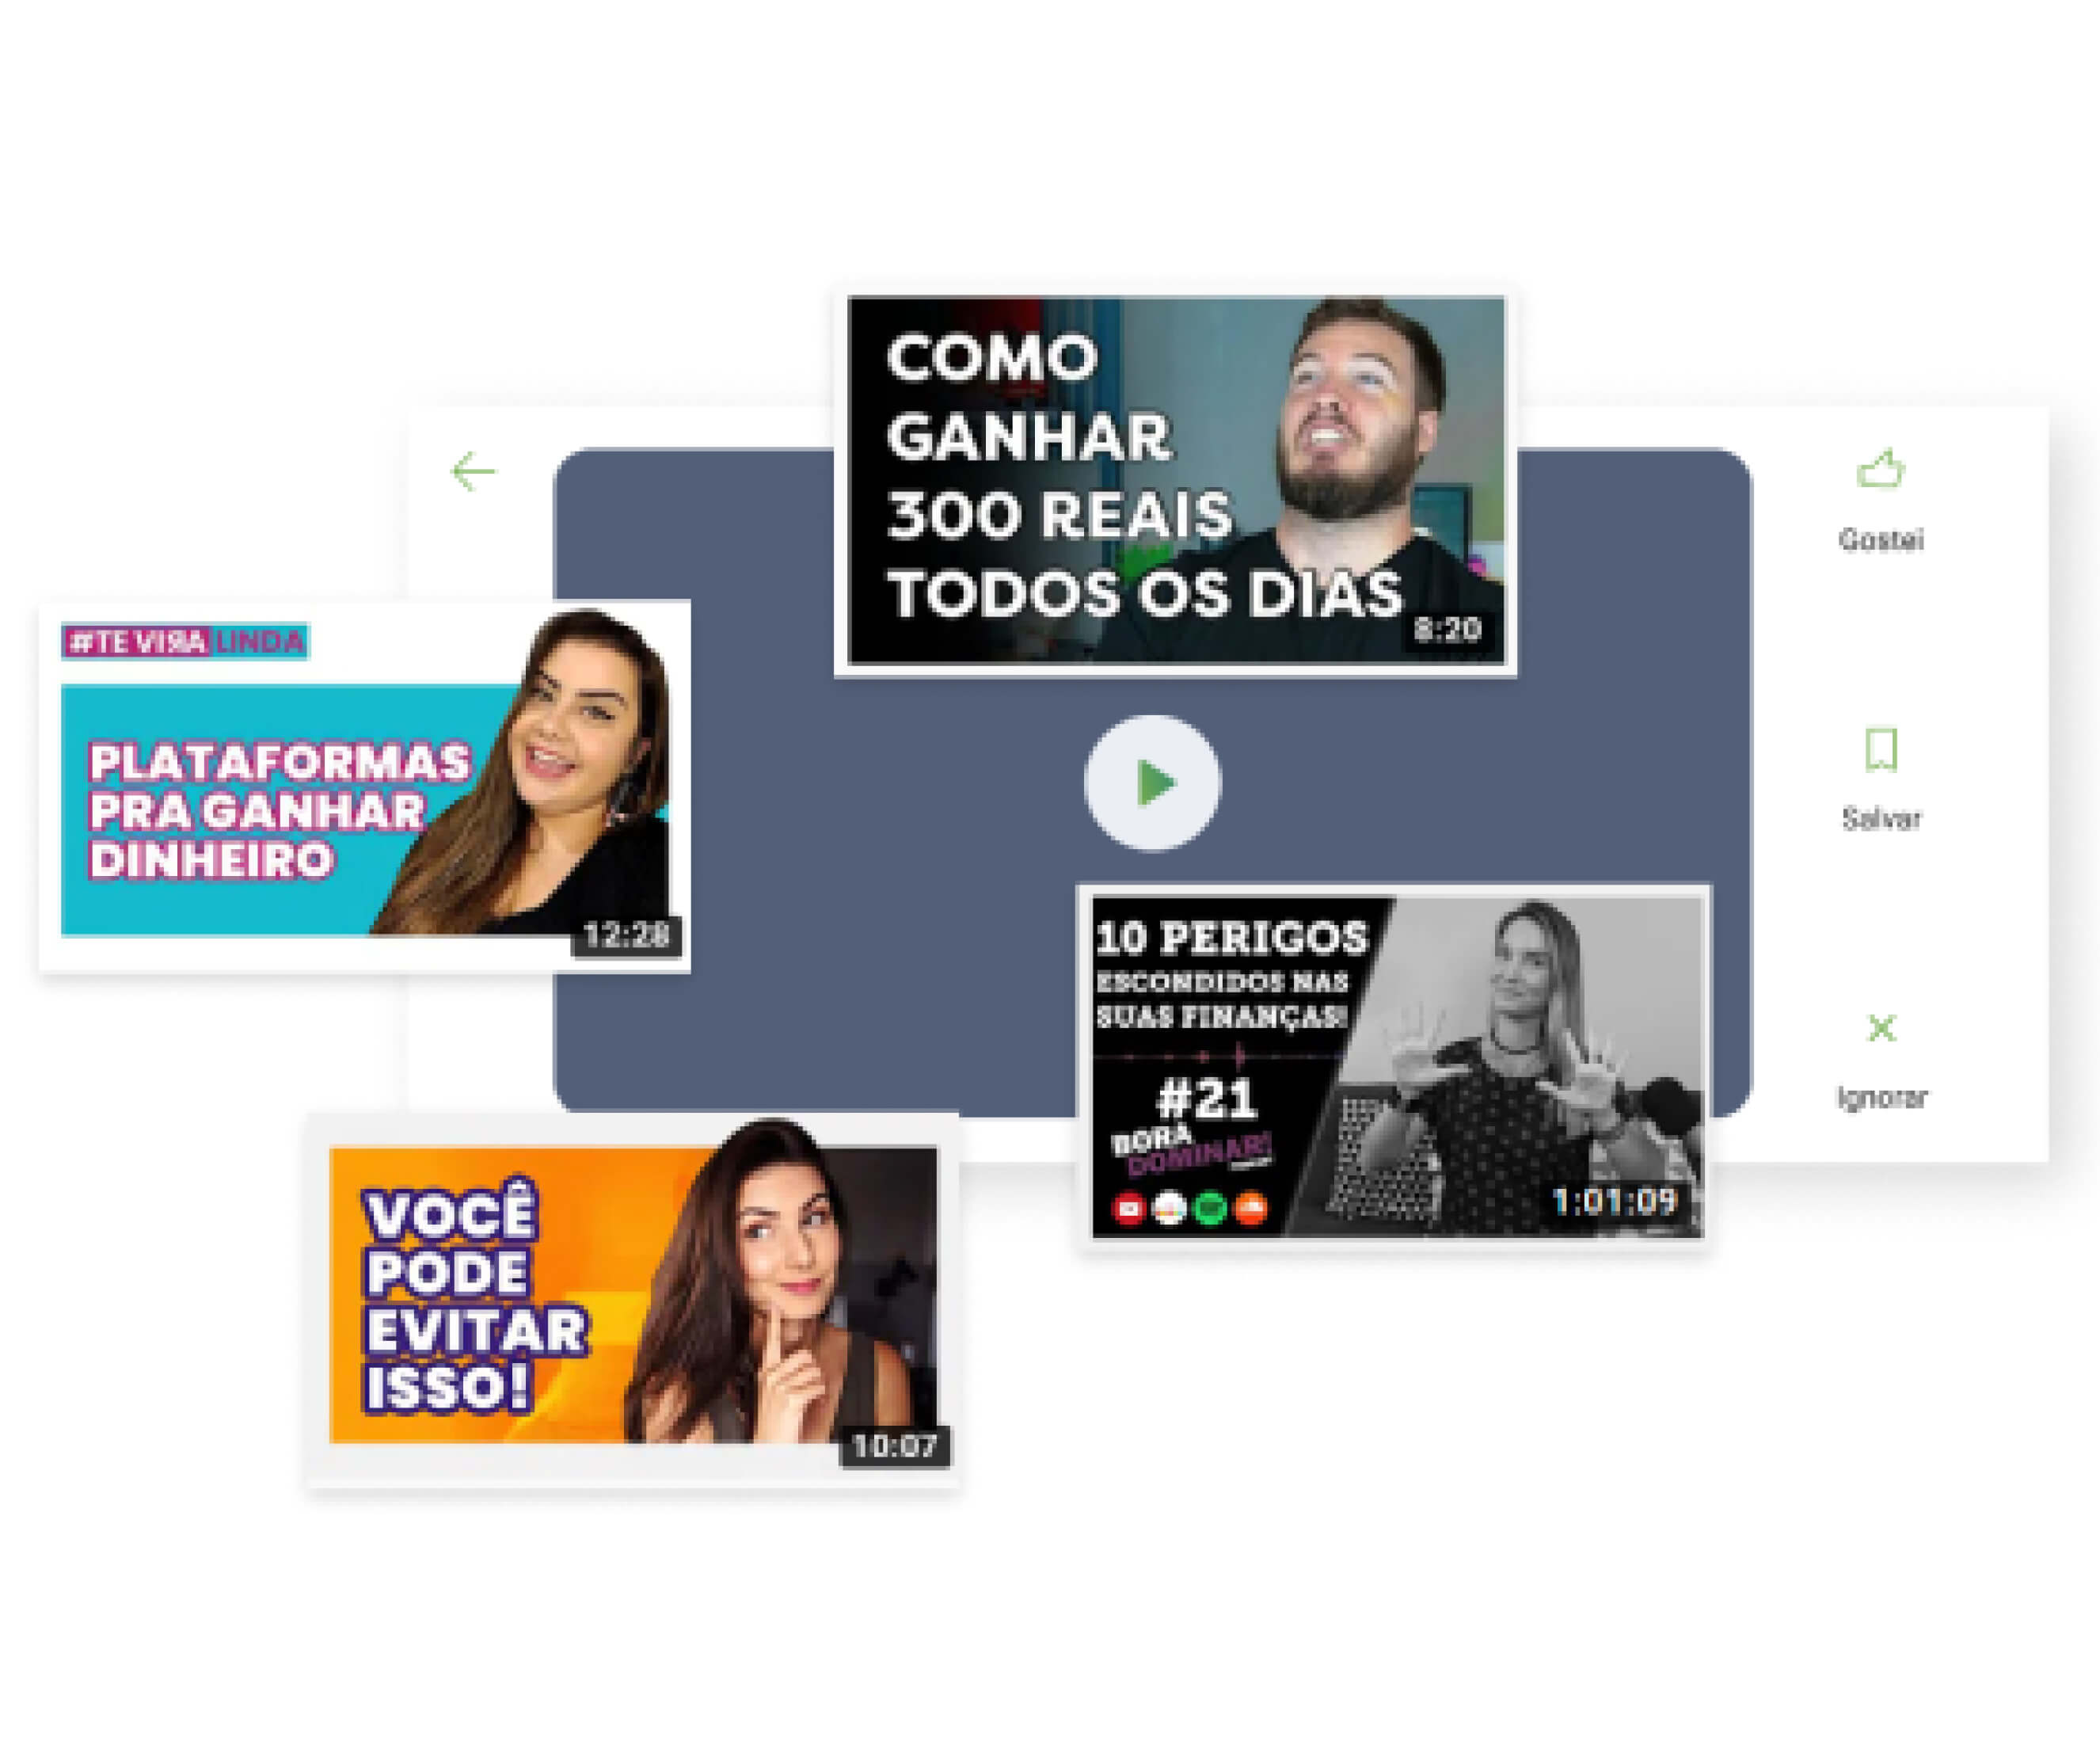 COMO
GANHAR
300 REAIS
TODOS OS DIAS
8:20
Gostei
#TE VIRA LINDA
PLATAFORMAS
PRA GANHAR
DINHEIRO
12:28
Salvar
10 PERIGOS
ESCONDIDOS NAS
SUAS FINANÇAS!
#21
BORA
DOMINAR!
1:01:09
Ignorar
VOCÊ
PODE
EVITAR
ISSO!
10:07